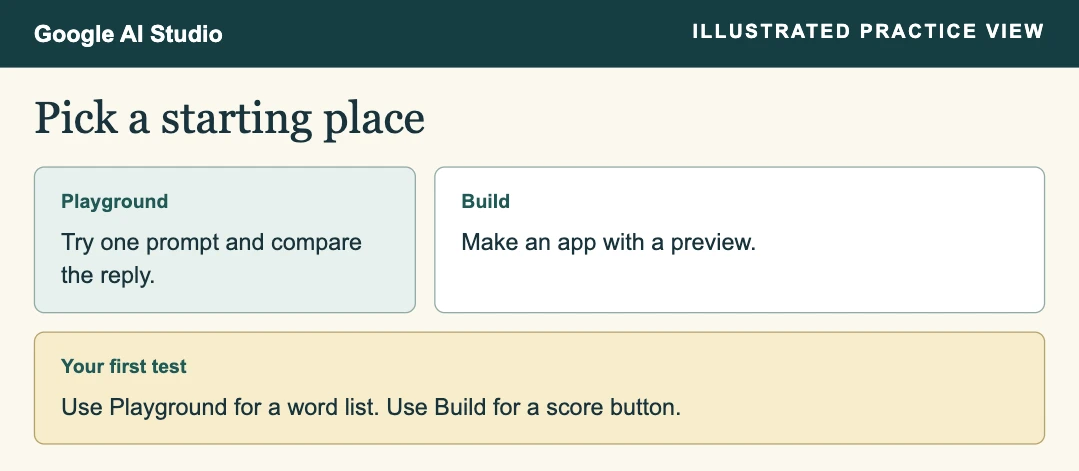 Google AI Studio
ILLUSTRATED PRACTICE VIEW
Pick a starting place
Playground
Try one prompt and compare
the reply.
Build
Make an app with a preview.
Your first test
Use Playground for a word list. Use Build for a score button.